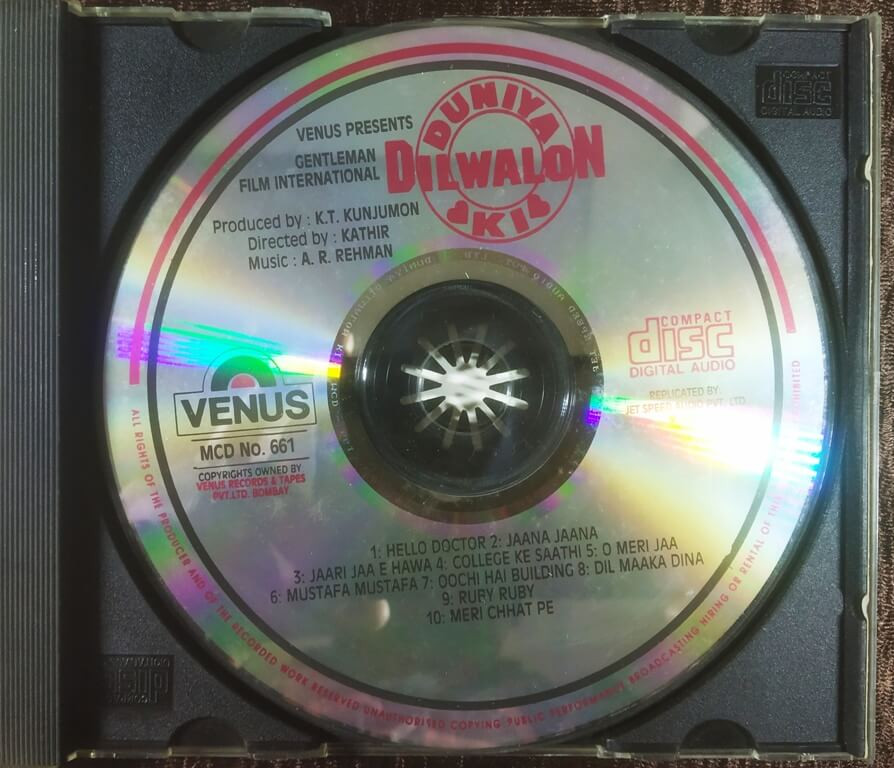 VENUS PRESENTS
GENTLEMAN
FILM INTERNATIONAL
DUNIYA
DILWALON
KI
Produced by : K.T. KUNJUMON
Directed by : KATHIR
Music : A. R. REHMAN
COMPACT
disc
DIGITAL AUDIO
COMPACT
disc
DIGITAL AUDIO
REPLICATED BY:
JET SPEED AUDIO PVT. LTD
VENUS
MCD No. 661
COPYRIGHTS OWNED BY
VENUS RECORDS & TAPES
PVT.LTD. BOMBAY
1: HELLO DOCTOR 2: JAANA JAANA
3: JAARI JAA E HAWA 4: COLLEGE KE SAATHI 5: O MERI JAA
6: MUSTAFA MUSTAFA 7: OOCHI HAI BUILDING 8: DIL MAAKA DINA
9: RUBY RUBY
10: MERI CHHAT PE
ALL RIGHTS OF THE PRODUCER AND OF THE RECORDED WORK RESERVED UNAUTHORISED COPYING PUBLIC PERFORMANCE BROADCASTING HIRING OR RENTAL OF THIS
COMPACT
disc
DIGITAL AUDIO